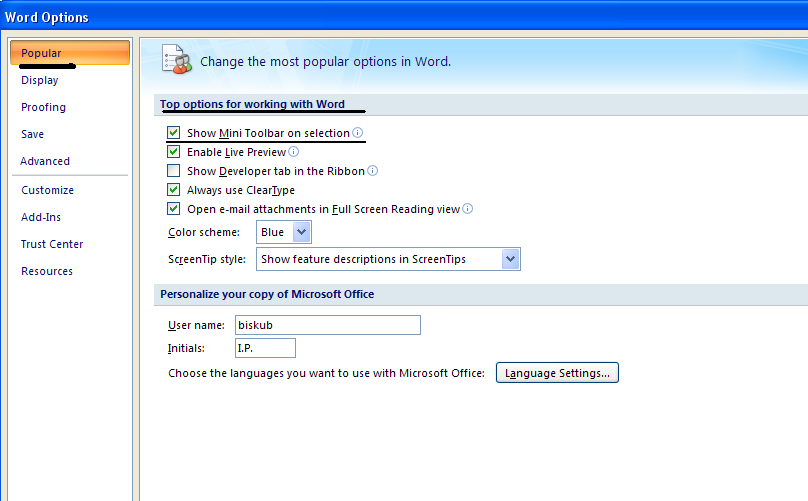 Word Options
Popular
Display
Proofing
Save
Advanced
Customize
Add-Ins
Trust Center
Resources
Change the most popular options in Word.
Top options for working with Word
Show Mini Toolbar on selection
Enable Live Preview
Show Developer tab in the Ribbon
Always use ClearType
Open e-mail attachments in Full Screen Reading view
Color scheme: Blue
ScreenTip style: Show feature descriptions in ScreenTips
Personalize your copy of Microsoft Office
User name: biskub
Initials: I.P.
Choose the languages you want to use with Microsoft Office: Language Settings...